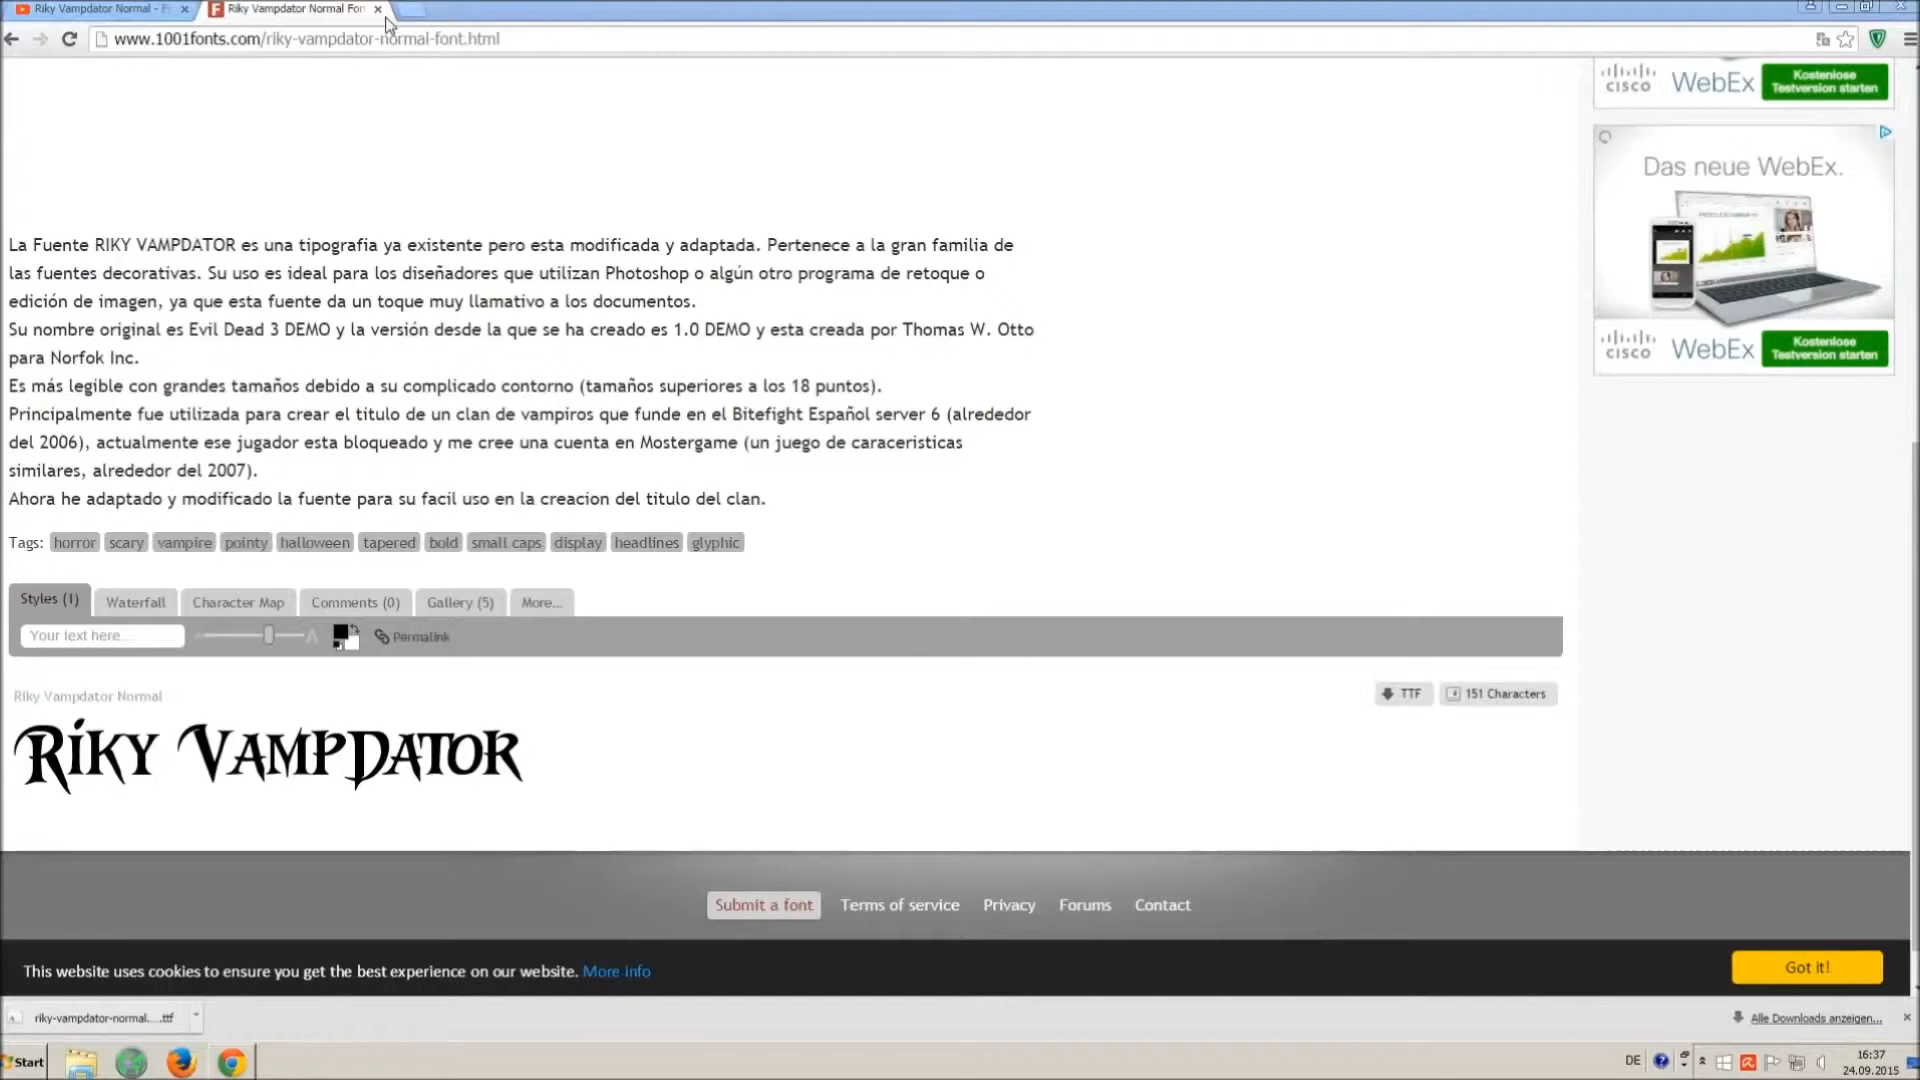 Riky Vampdator Normal -
Riky Vampdator Normal Fon
www.1001fonts.com/riky-vampdator-normal-font.html
CISCO WebEx Kostenlose
Testversion starten
Das neue WebEx.
CISCO WebEx Kostenlose
Testversion starten
La Fuente RIKY VAMPDATOR es una tipografia ya existente pero esta modificada y adaptada. Pertenece a la gran familia de
las fuentes decorativas. Su uso es ideal para los diseñadores que utilizan Photoshop o algún otro programa de retoque o
edición de imagen, ya que esta fuente da un toque muy llamativo a los documentos.
Su nombre original es Evil Dead 3 DEMO y la versión desde la que se ha creado es 1.0 DEMO y esta creada por Thomas W. Otto
para Norfok Inc.
Es más legible con grandes tamaños debido a su complicado contorno (tamaños superiores a los 18 puntos).
Principalmente fue utilizada para crear el titulo de un clan de vampiros que funde en el Bitefight Español server 6 (alrededor
del 2006), actualmente ese jugador esta bloqueado y me cree una cuenta en Mostergame (un juego de caraceristicas
similares, alrededor del 2007).
Ahora he adaptado y modificado la fuente para su facil uso en la creacion del titulo del clan.
Tags: horror scary vampire pointy halloween tapered bold small caps display headlines glyphic
Styles (1) Waterfall Character Map Comments (0) Gallery (5) More...
Your text here... A Permalink
Riky Vampdator Normal TTF 151 Characters
Riky VampDator
Submit a font Terms of service Privacy Forums Contact
This website uses cookies to ensure you get the best experience on our website. More info Got it!
riky-vampdator-normal....ttf Alle Downloads anzeigen...
Start DE 16:37
24.09.2015